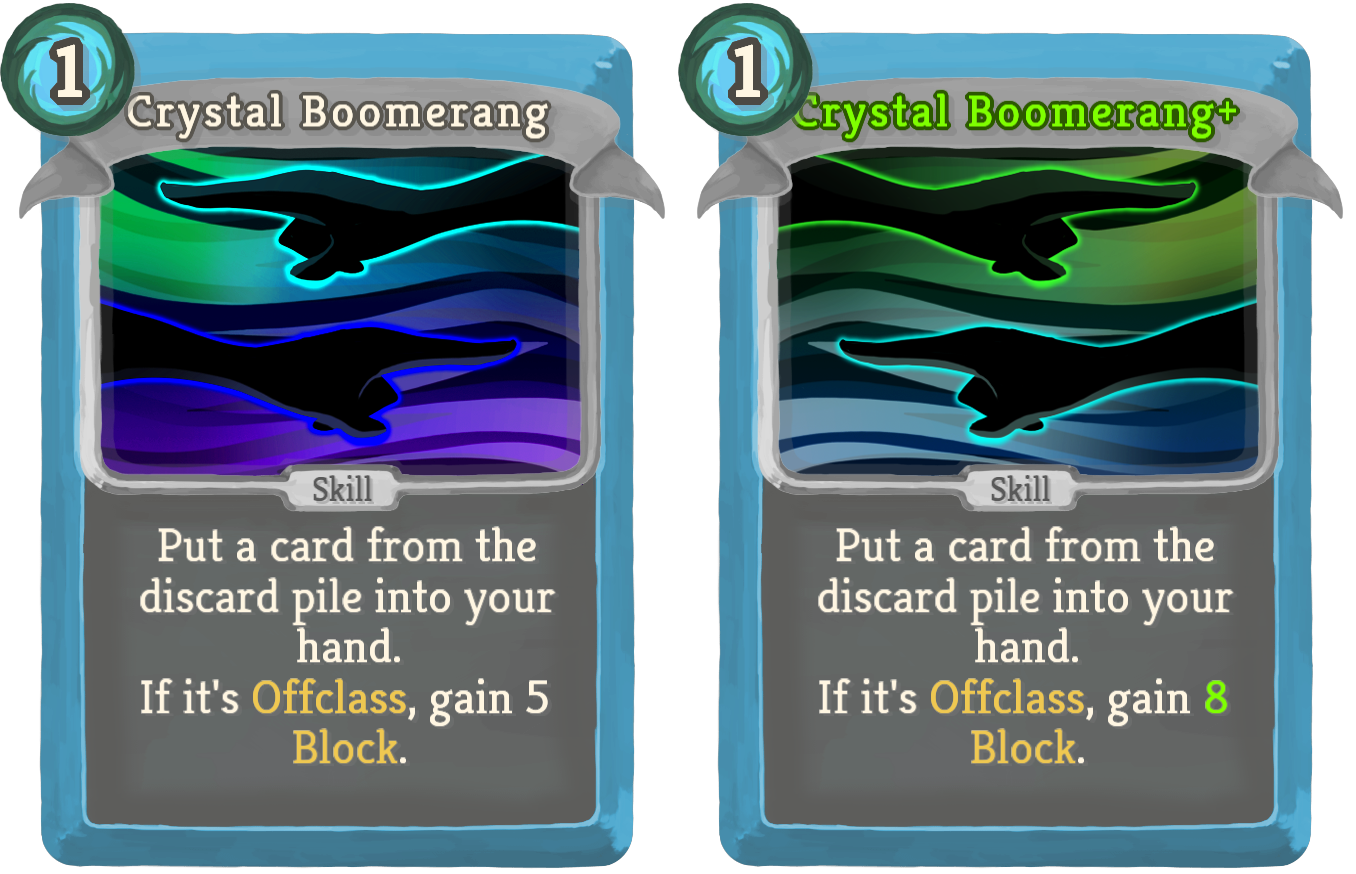 1
Crystal Boomerang
Skill
Put a card from the
discard pile into your
hand.
If it's Offclass, gain 5
Block.
1
Crystal Boomerang+
Skill
Put a card from the
discard pile into your
hand.
If it's Offclass, gain 8
Block.